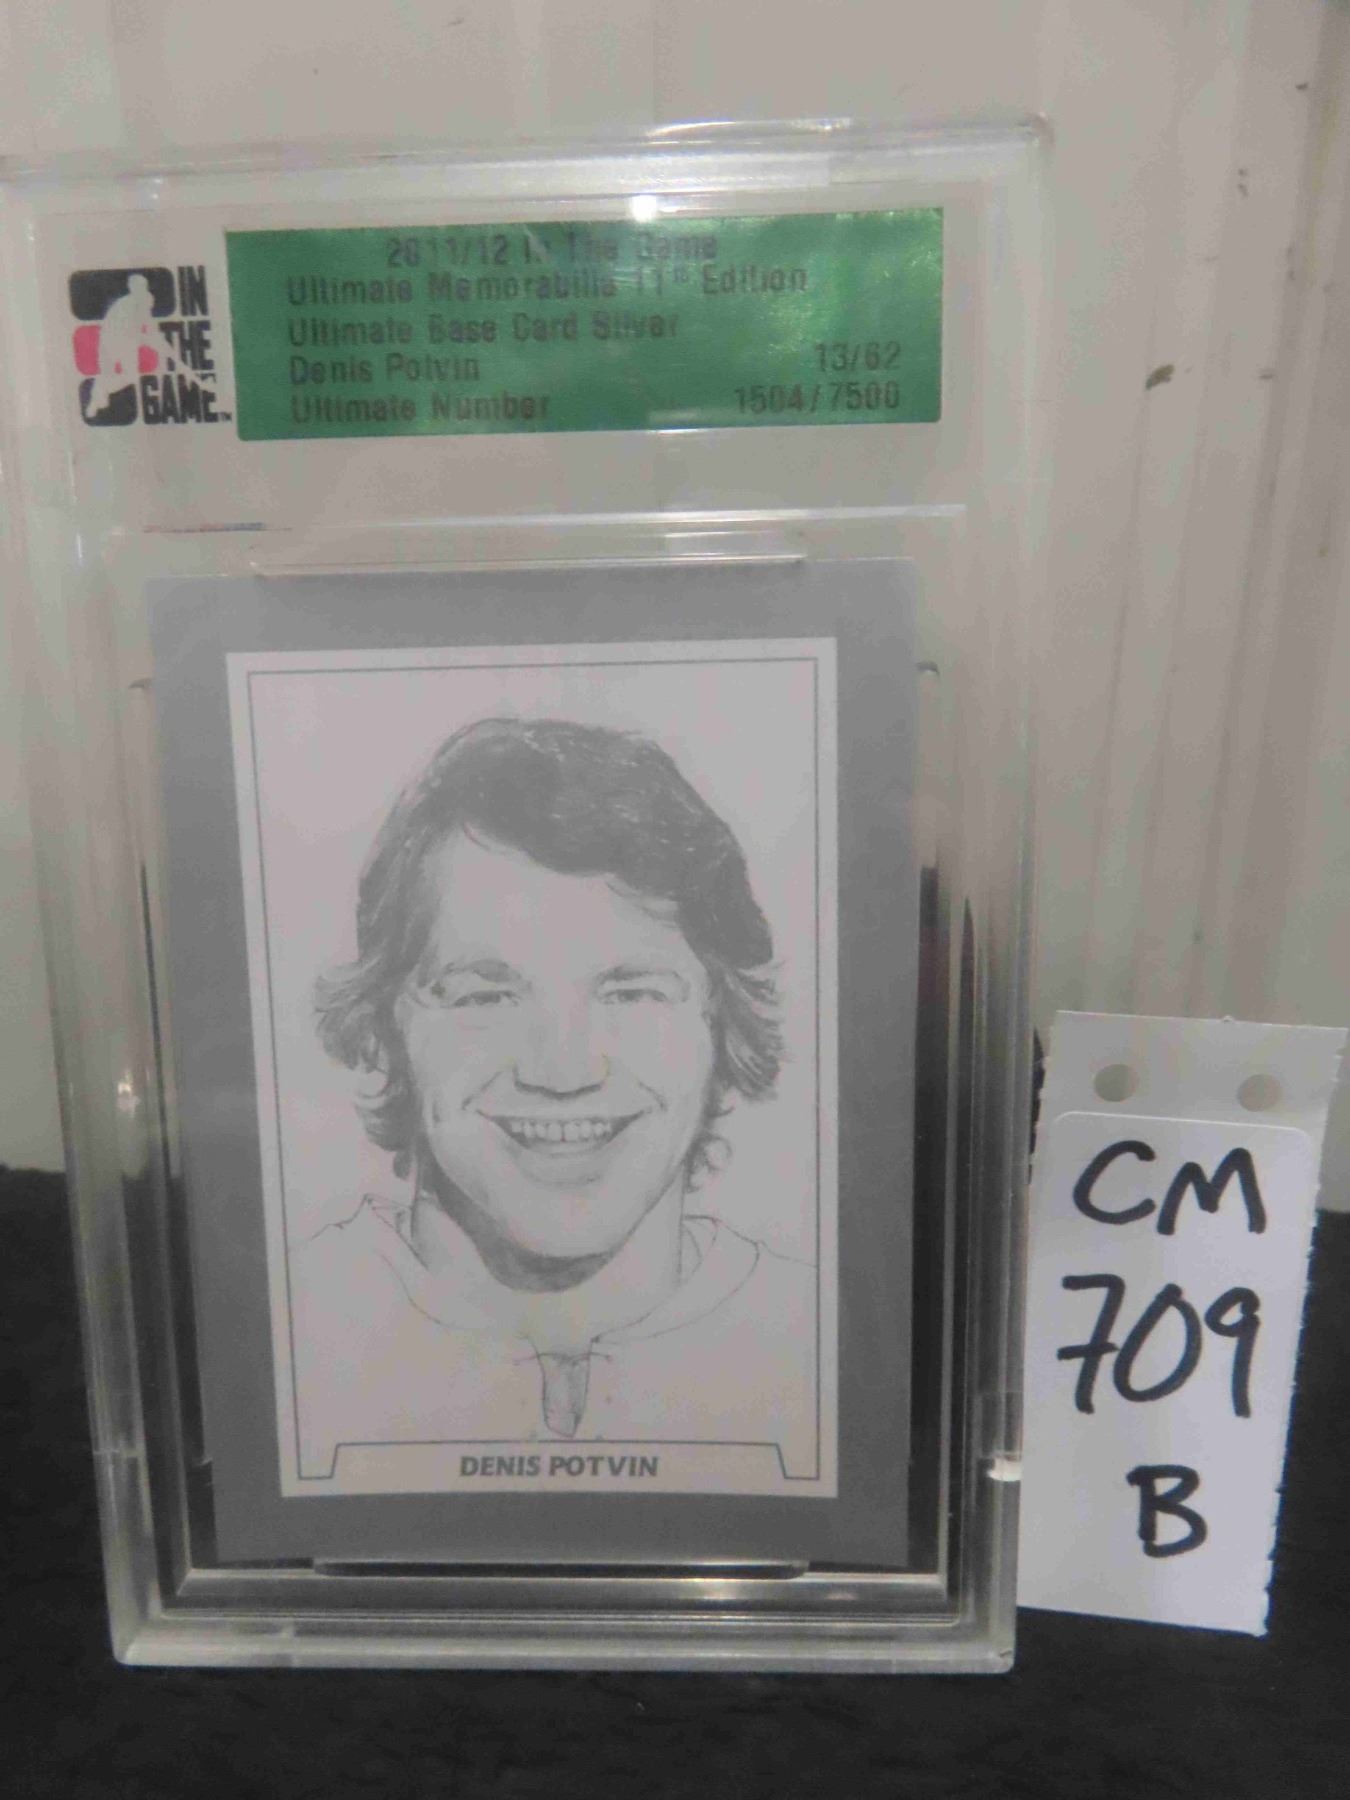 IN
THE
GAME™
2011/12 In The Game
Ultimate Memorabilia 11th Edition
Ultimate Base Card Silver
Denis Potvin 13/62
Ultimate Number 1504/7500
DENIS POTVIN
CM
709
B